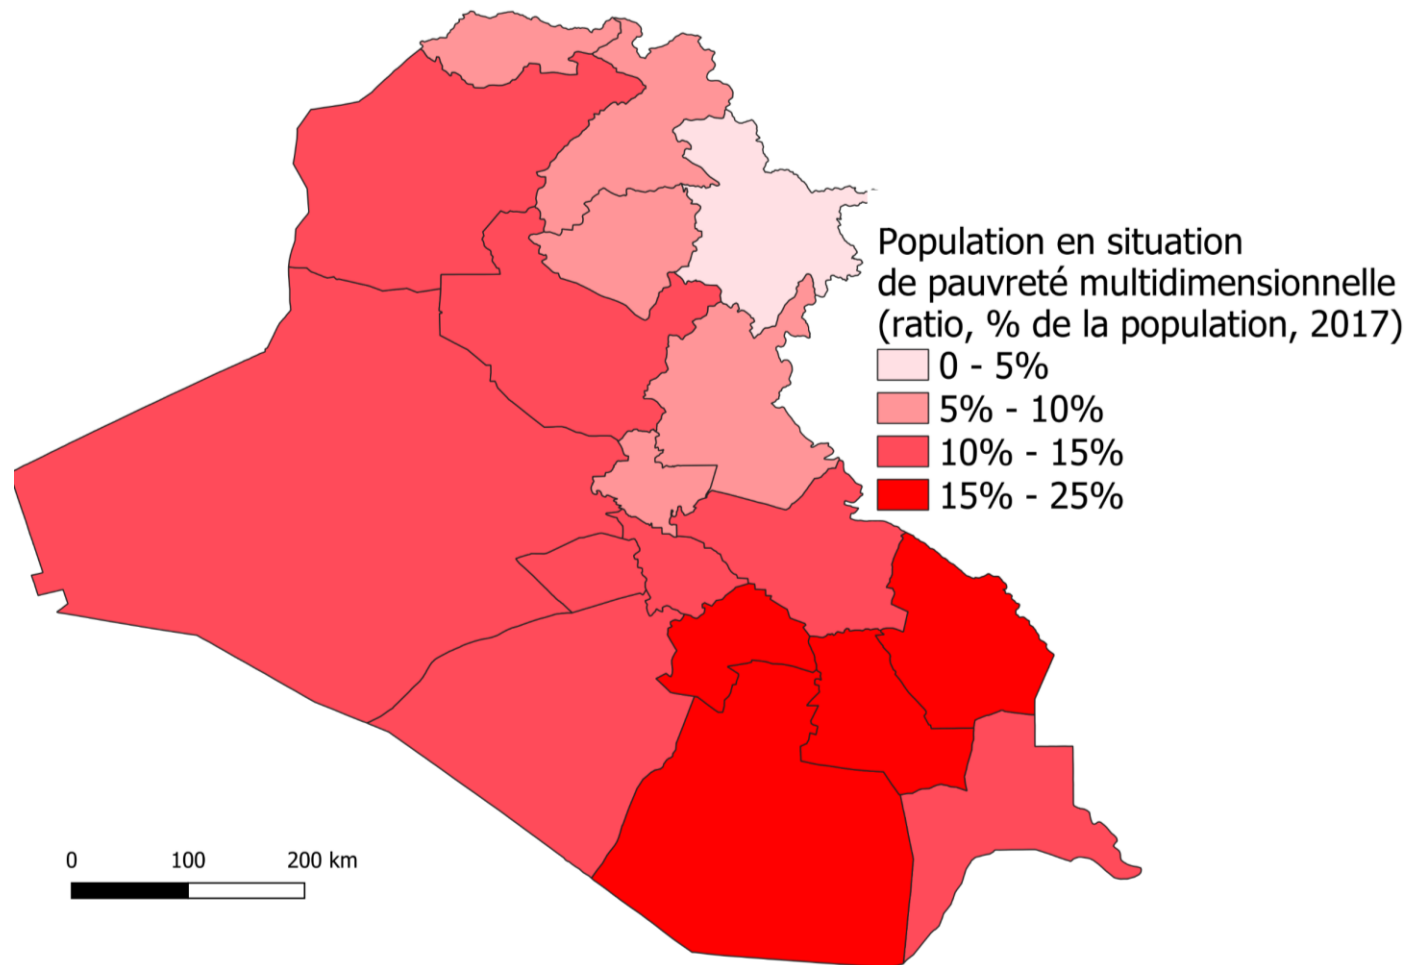 Population en situation
de pauvreté multidimensionnelle
(ratio, % de la population, 2017)
0 - 5%
5% - 10%
10% - 15%
15% - 25%
0 100 200 km